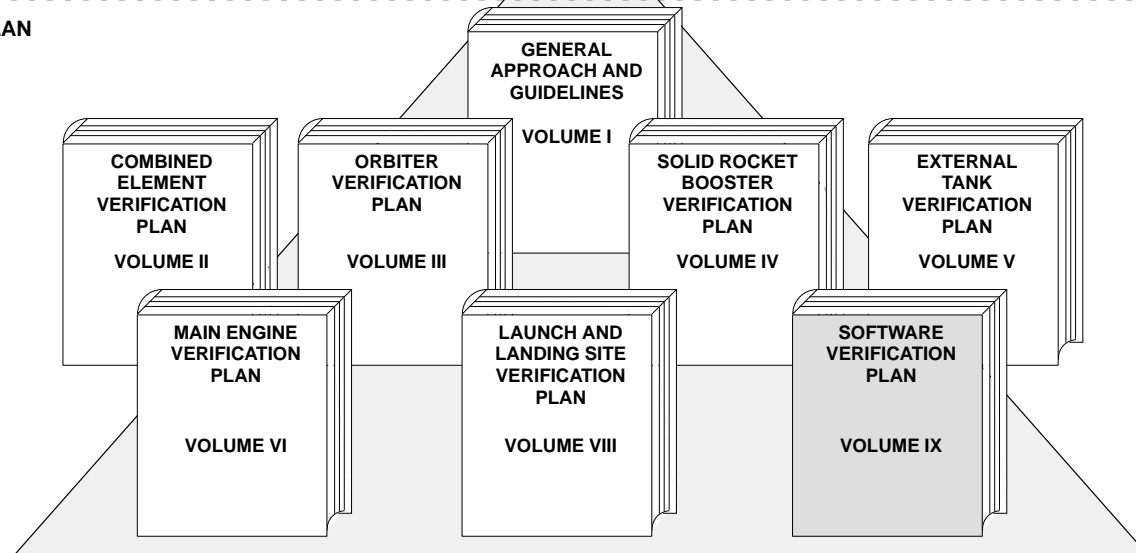 GENERAL
APPROACH AND
GUIDELINES
VOLUME I
COMBINED
ELEMENT
VERIFICATION
PLAN
VOLUME II
ORBITER
VERIFICATION
PLAN
VOLUME III
SOLID ROCKET
BOOSTER
VERIFICATION
PLAN
VOLUME IV
EXTERNAL
TANK
VERIFICATION
PLAN
VOLUME V
MAIN ENGINE
VERIFICATION
PLAN
VOLUME VI
LAUNCH AND
LANDING SITE
VERIFICATION
PLAN
VOLUME VIII
SOFTWARE
VERIFICATION
PLAN
VOLUME IX